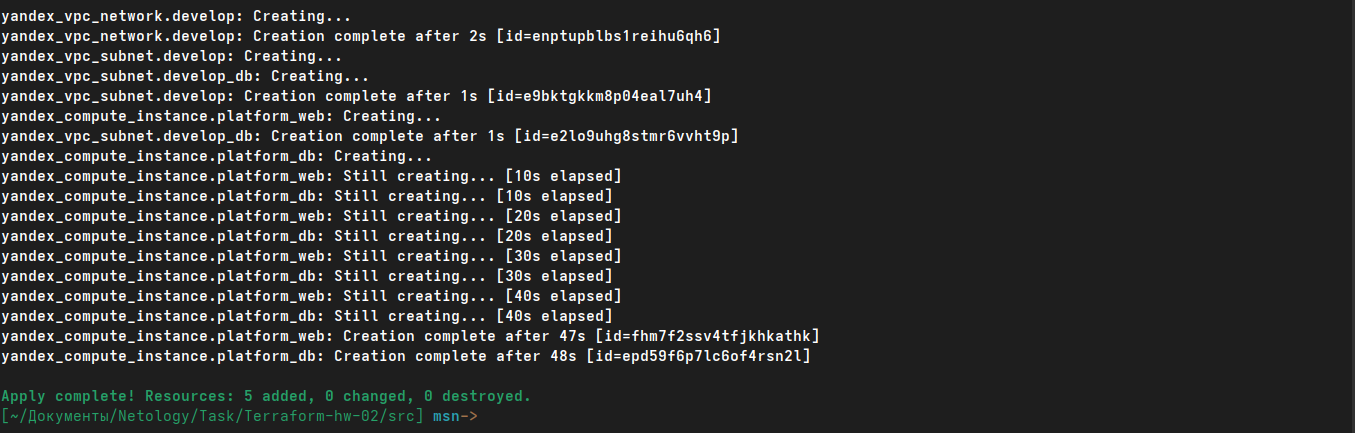 yandex_vpc_network.develop: Creating...
yandex_vpc_network.develop: Creation complete after 2s [id=enptupblbs1reihu6qh6]
yandex_vpc_subnet.develop: Creating...
yandex_vpc_subnet.develop_db: Creating...
yandex_vpc_subnet.develop: Creation complete after 1s [id=e9bktgkkm8p04eal7uh4]
yandex_compute_instance.platform_web: Creating...
yandex_vpc_subnet.develop_db: Creation complete after 1s [id=e2lo9uhg8stmr6vvht9p]
yandex_compute_instance.platform_db: Creating...
yandex_compute_instance.platform_web: Still creating... [10s elapsed]
yandex_compute_instance.platform_db: Still creating... [10s elapsed]
yandex_compute_instance.platform_web: Still creating... [20s elapsed]
yandex_compute_instance.platform_db: Still creating... [20s elapsed]
yandex_compute_instance.platform_web: Still creating... [30s elapsed]
yandex_compute_instance.platform_db: Still creating... [30s elapsed]
yandex_compute_instance.platform_web: Still creating... [40s elapsed]
yandex_compute_instance.platform_db: Still creating... [40s elapsed]
yandex_compute_instance.platform_web: Creation complete after 47s [id=fhm7f2ssv4tfjkhkathk]
yandex_compute_instance.platform_db: Creation complete after 48s [id=epd59f6p7lc6of4rsn2l]
Apply complete! Resources: 5 added, 0 changed, 0 destroyed.
[~/Документы/Netology/Task/Terraform-hw-02/src] msn->